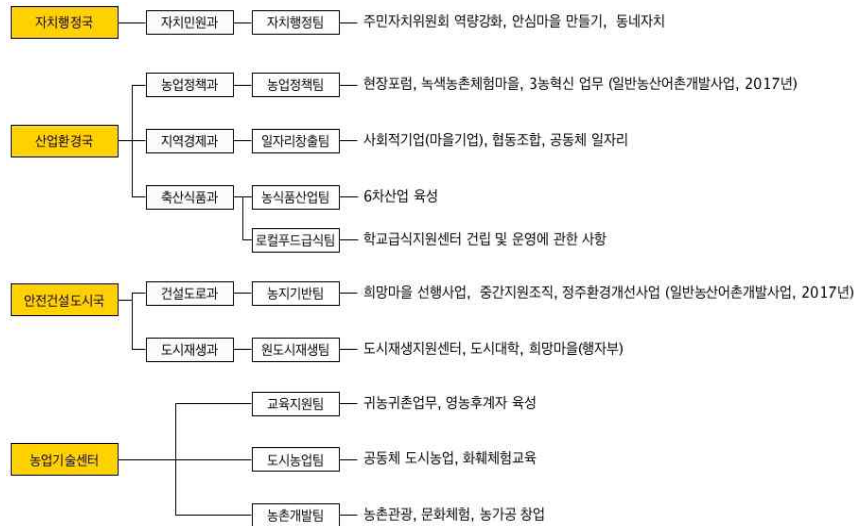 자치행정국 자치민원과 자치행정팀 주민자치위원회 역량강화, 안심마을 만들기, 동네자치
농업정책과 농업정책팀 현장포럼, 녹색농촌체험마을, 3농혁신 업무 (일반농산어촌개발사업, 2017년)
산업환경국 지역경제과 일자리창출팀 사회적기업(마을기업), 협동조합, 공동체 일자리
축산식품과 농식품산업팀 6차산업 육성
로컬푸드급식팀 학교급식지원센터 건립 및 운영에 관한 사항
안전건설도시국 건설도로과 농지기반팀 희망마을 선행사업, 중간지원조직, 정주환경개선사업 (일반농산어촌개발사업, 2017년)
도시재생과 원도시재생팀 도시재생지원센터, 도시대학, 희망마을(행자부)
교육지원팀 귀농귀촌업무, 영농후계자 육성
농업기술센터 도시농업팀 공동체 도시농업, 화훼체험교육
농촌개발팀 농촌관광, 문화체험, 농가공 창업